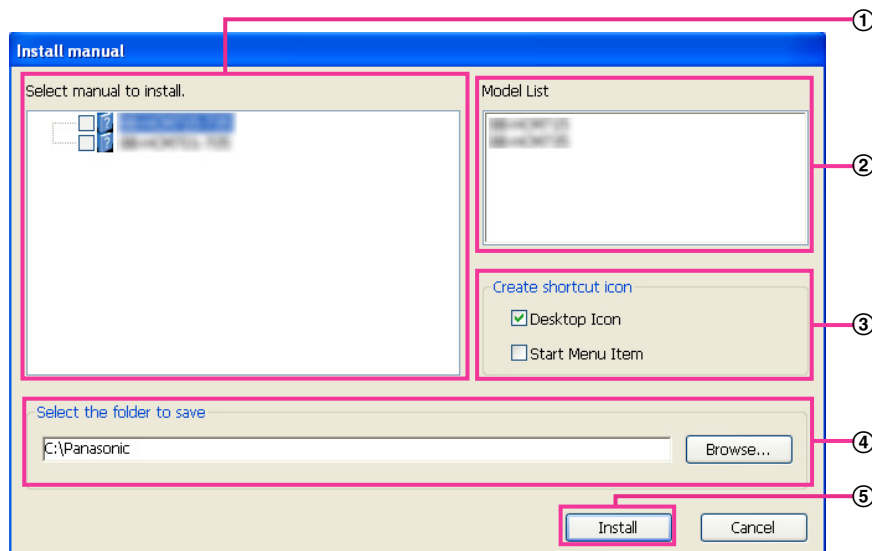 ①
Install manual
Select manual to install.
Model List
②
Create shortcut icon
Desktop Icon
③
Start Menu Item
Select the folder to save
C:\Panasonic
Browse...
④
⑤
Install
Cancel